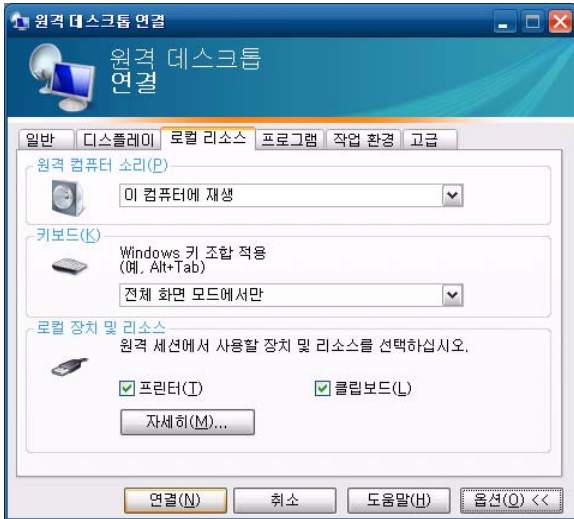 원격 데스크톱 연결
원격 데스크톱
연결
일반 디스플레이 로컬 리소스 프로그램 작업 환경 고급
원격 컴퓨터 소리(P)
이 컴퓨터에 재생
키보드(K)
Windows 키 조합 적용
(예, Alt+Tab)
전체 화면 모드에서만
로컬 장치 및 리소스
원격 세션에서 사용할 장치 및 리소스를 선택하십시오.
프린터(T) 클립보드(L)
자세히(M)...
연결(N) 취소 도움말(H) 옵션(O) <<